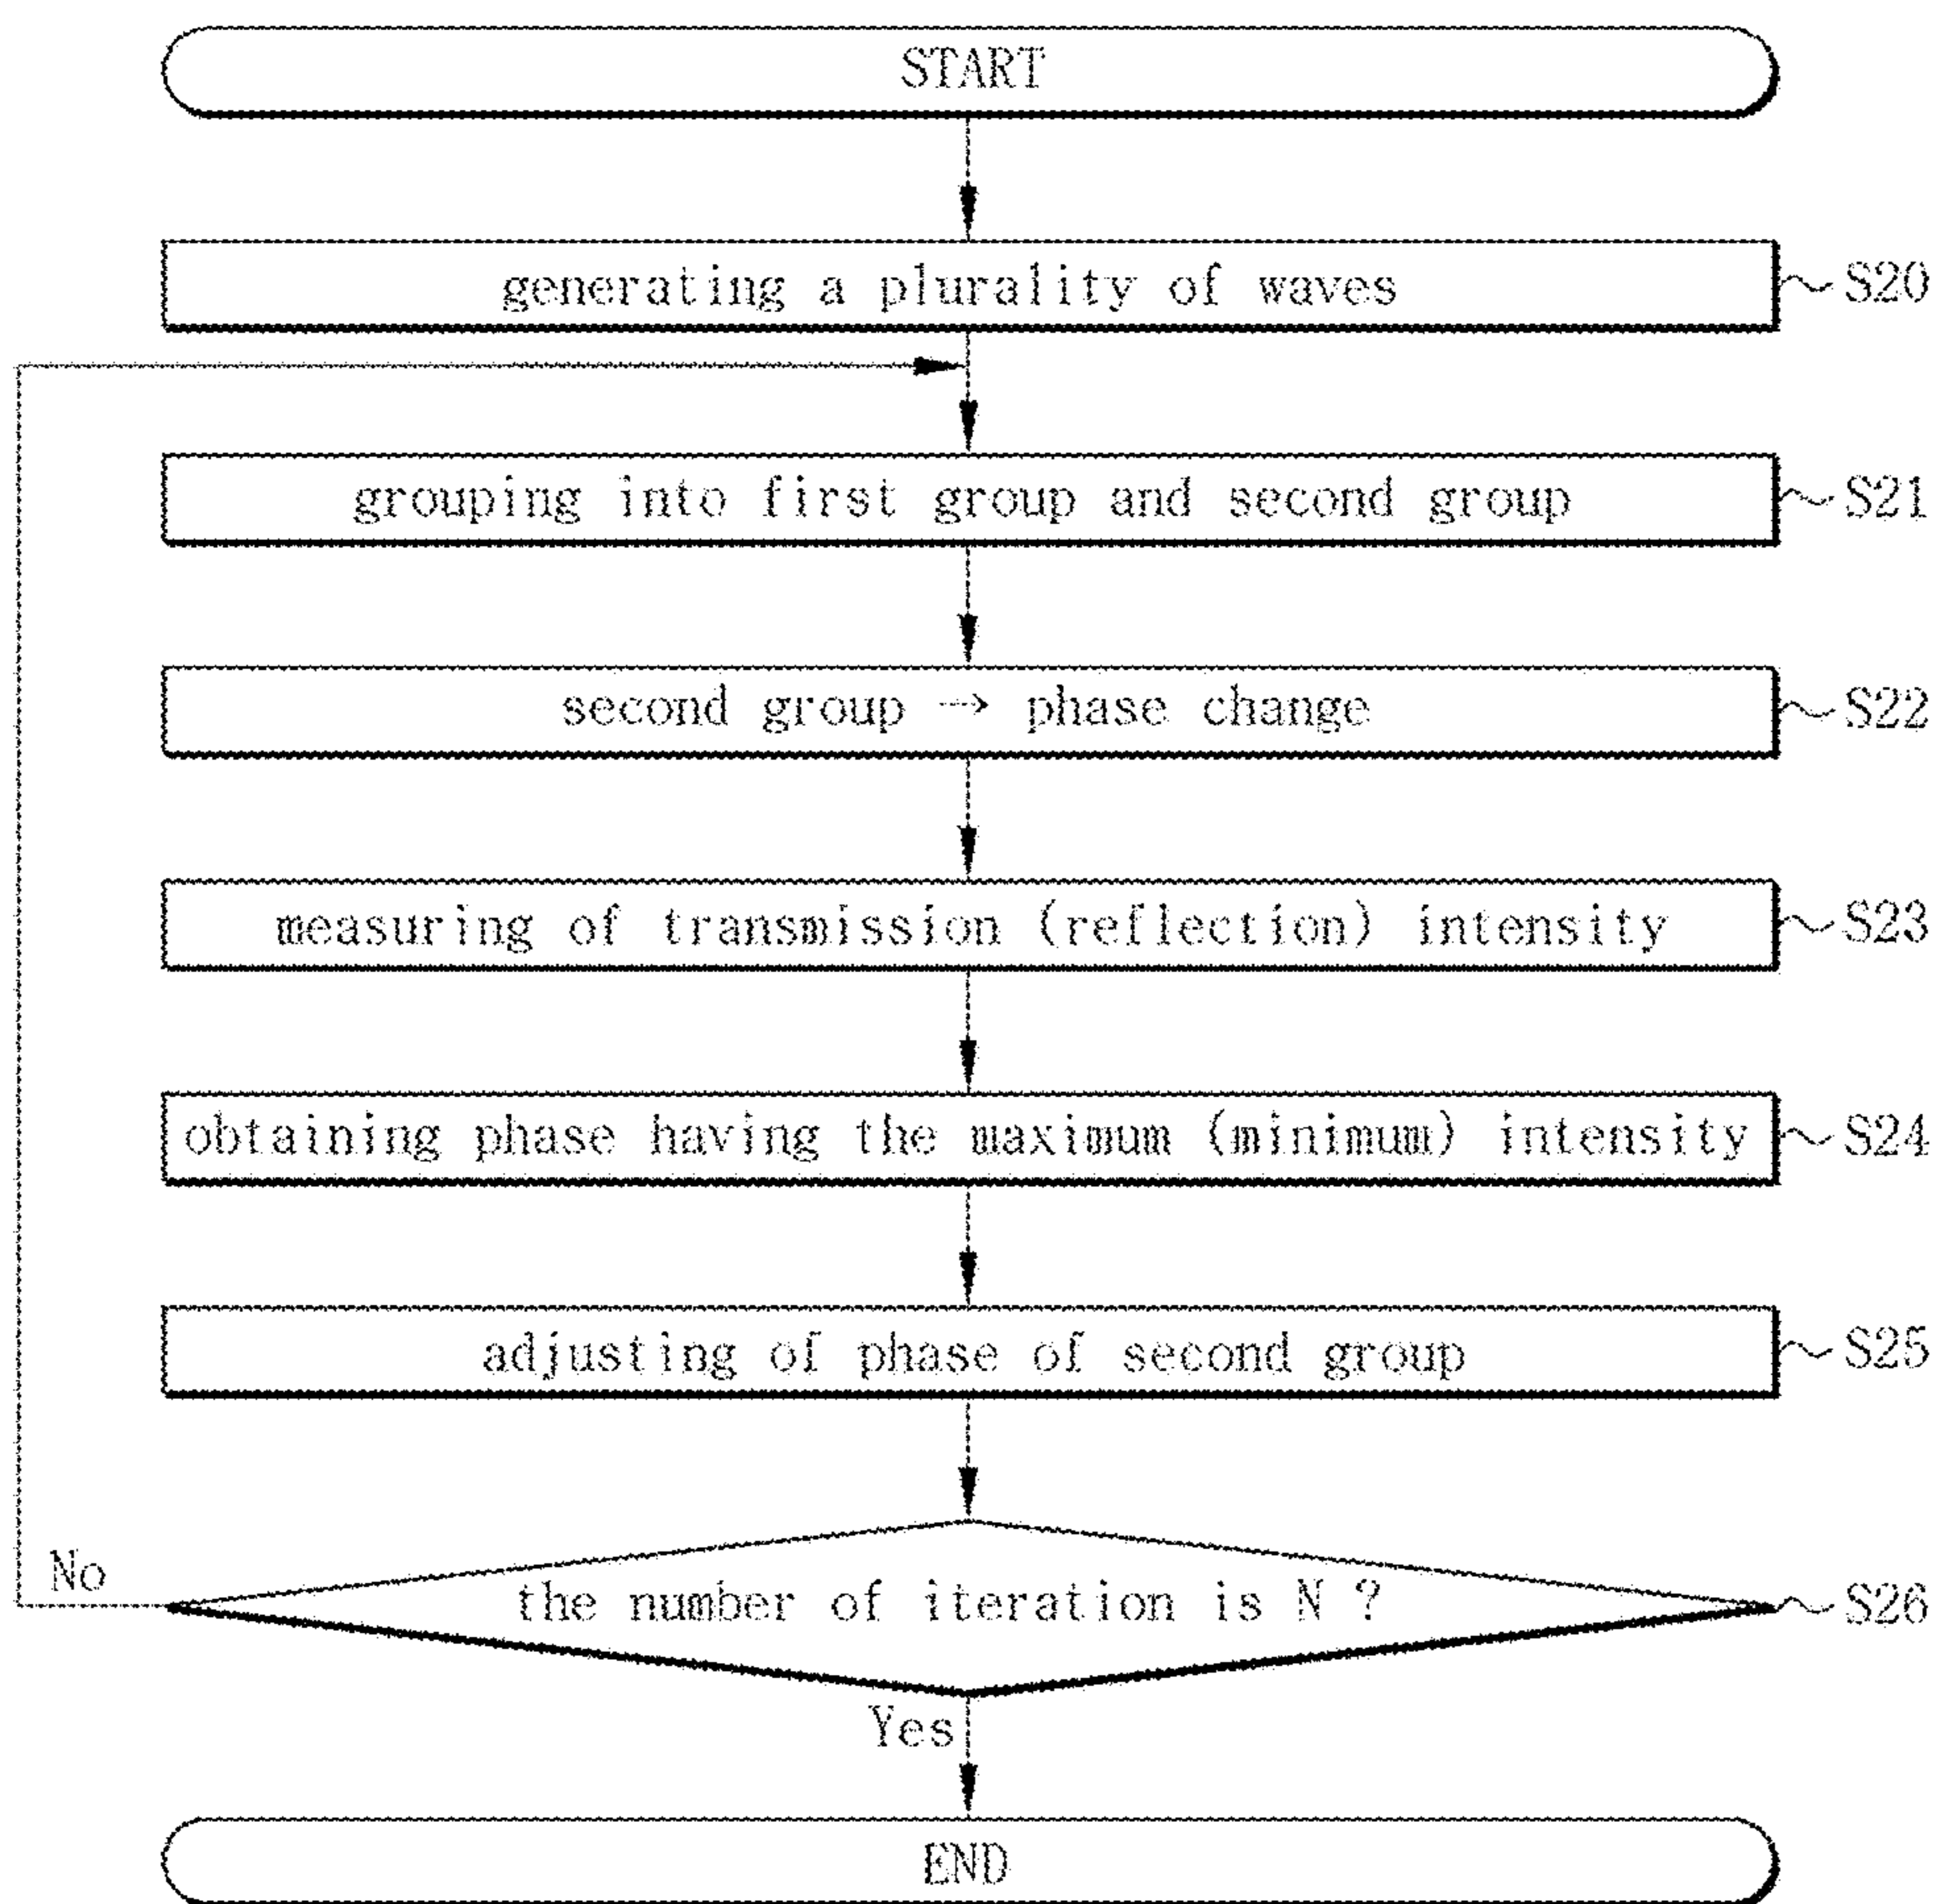 START
generating a plurality of waves
S20
grouping into first group and second group
S21
second group → phase change
S22
measuring of transmission (reflection) intensity
S23
obtaining phase having the maximum (minimum) intensity
S24
adjusting of phase of second group
S25
No
the number of iteration is N ?
S26
Yes
END